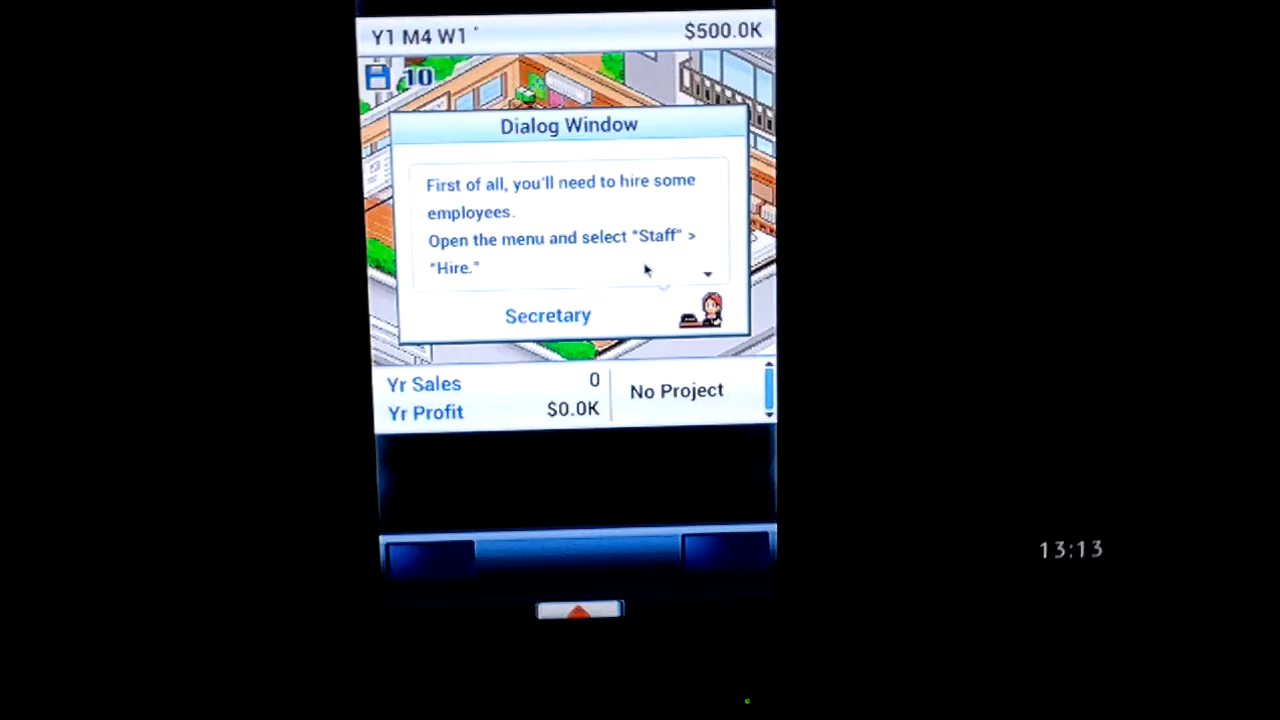 Y1 M4 W1
$500.0K
10
Dialog Window
First of all, you'll need to hire some
employees.
Open the menu and select "Staff" >
"Hire."
Secretary
Yr Sales 0
Yr Profit $0.0K
No Project
13:13